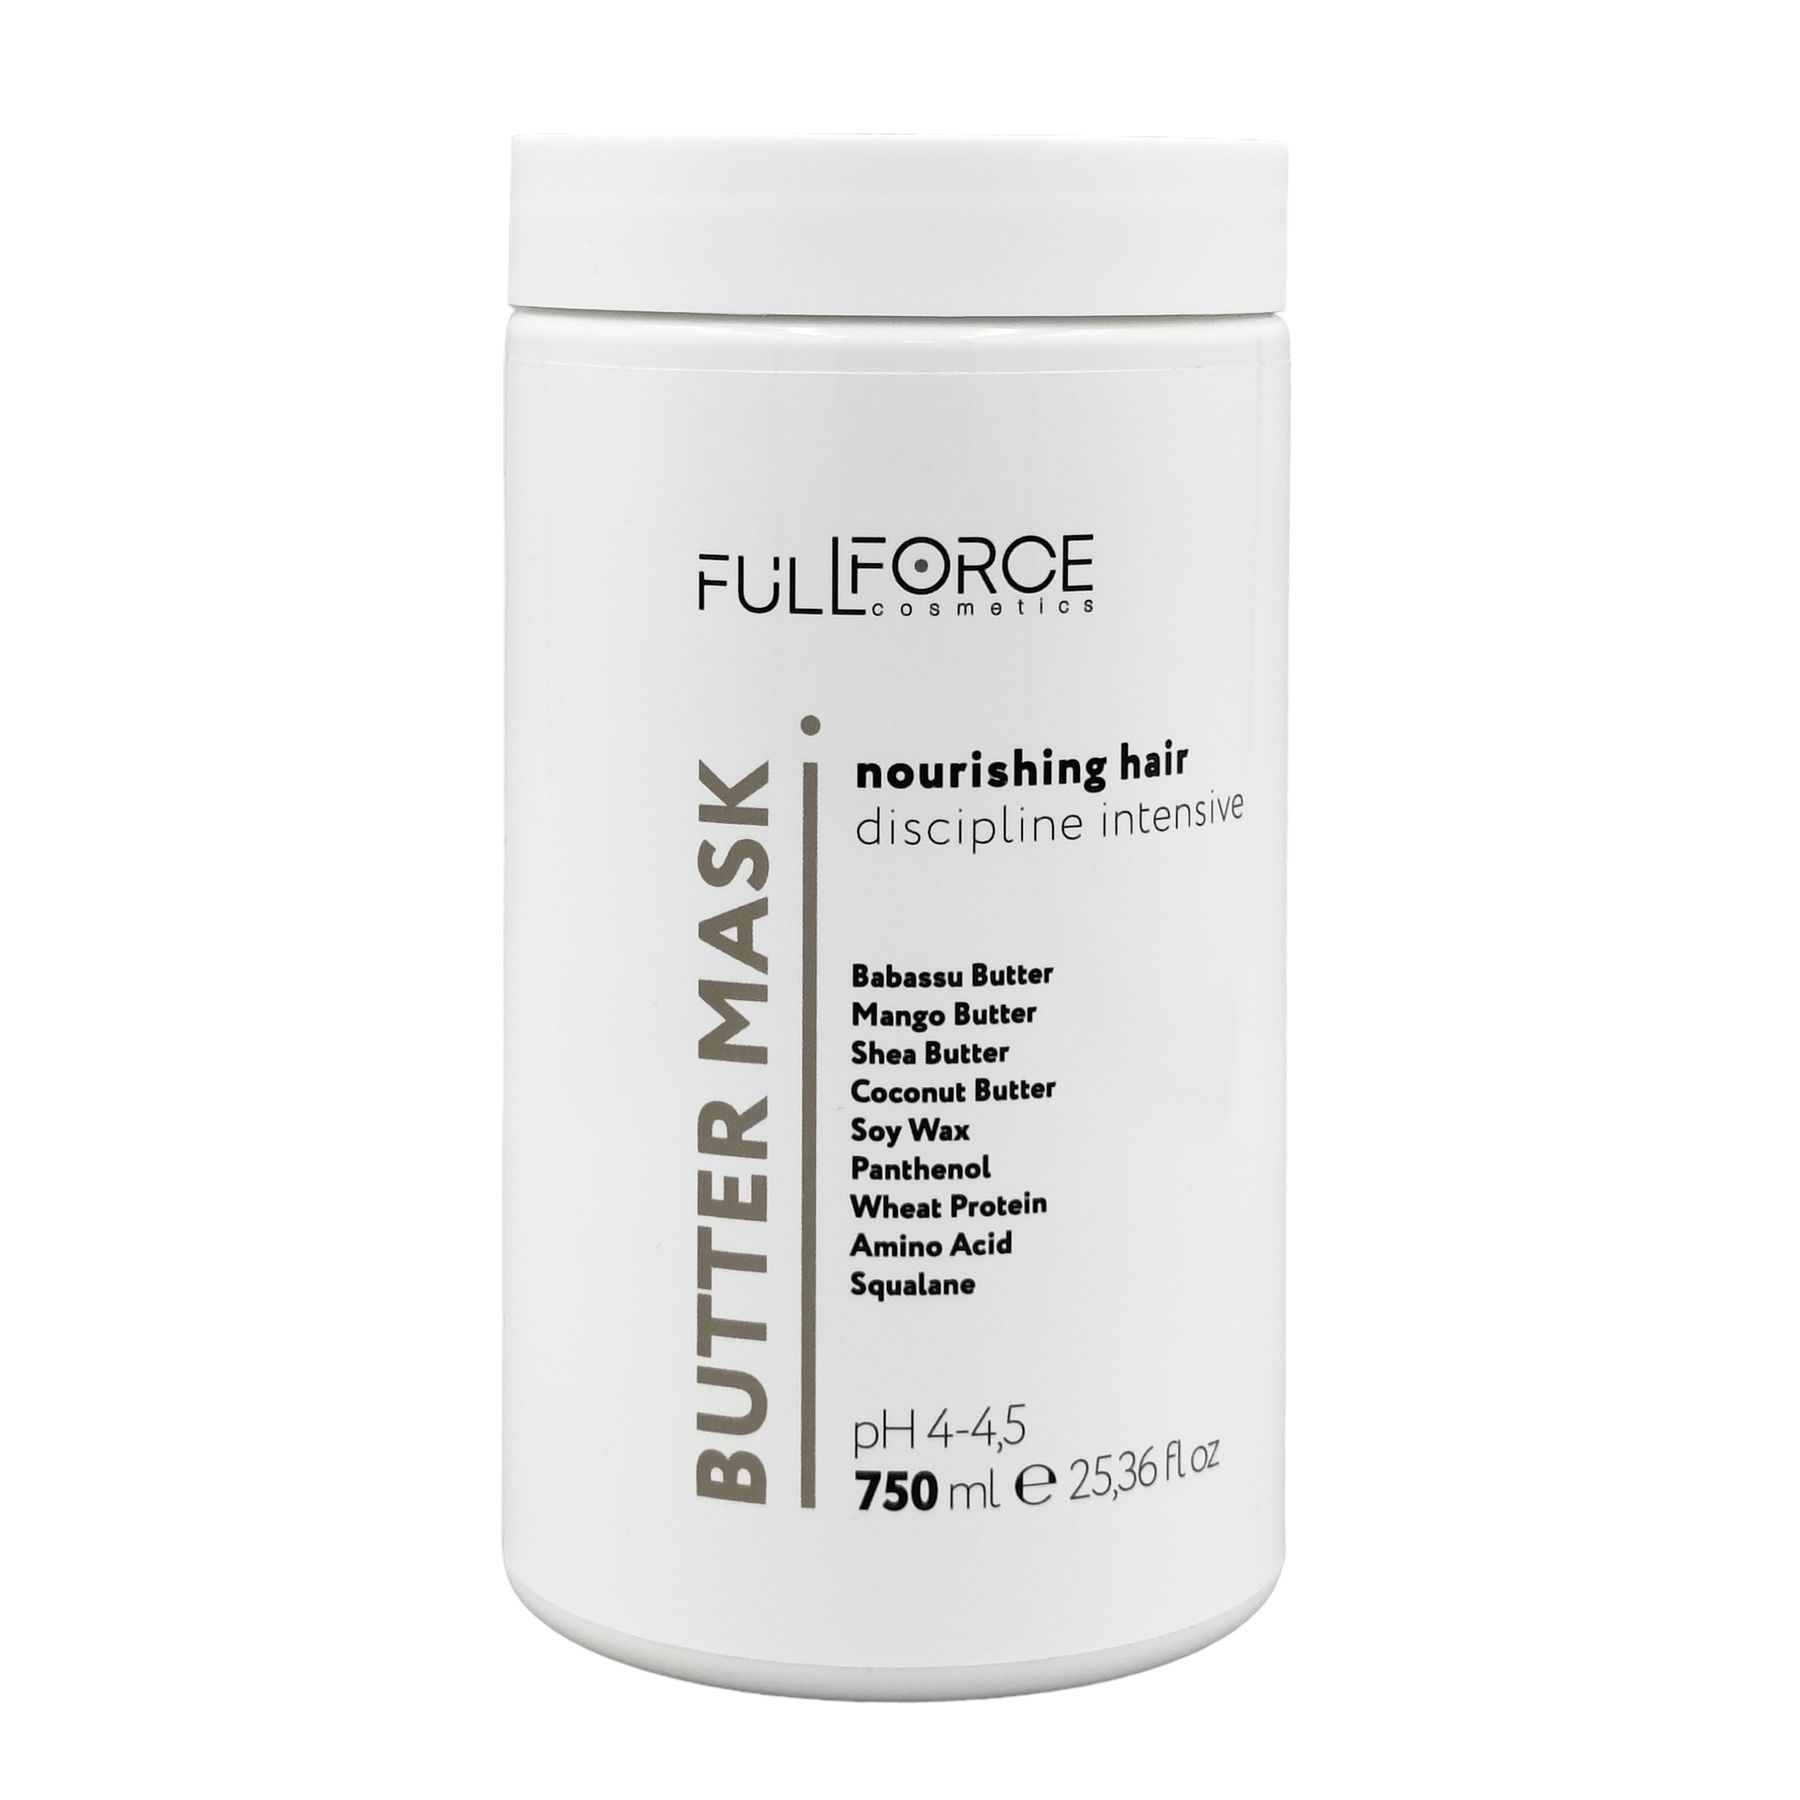 FULLFORCE
cosmetics
BUTTER MASK
nourishing hair
discipline intensive
Babassu Butter
Mango Butter
Shea Butter
Coconut Butter
Soy Wax
Panthenol
Wheat Protein
Amino Acid
Squalane
pH 4-4,5
750 ml ℮ 25,36 fl oz